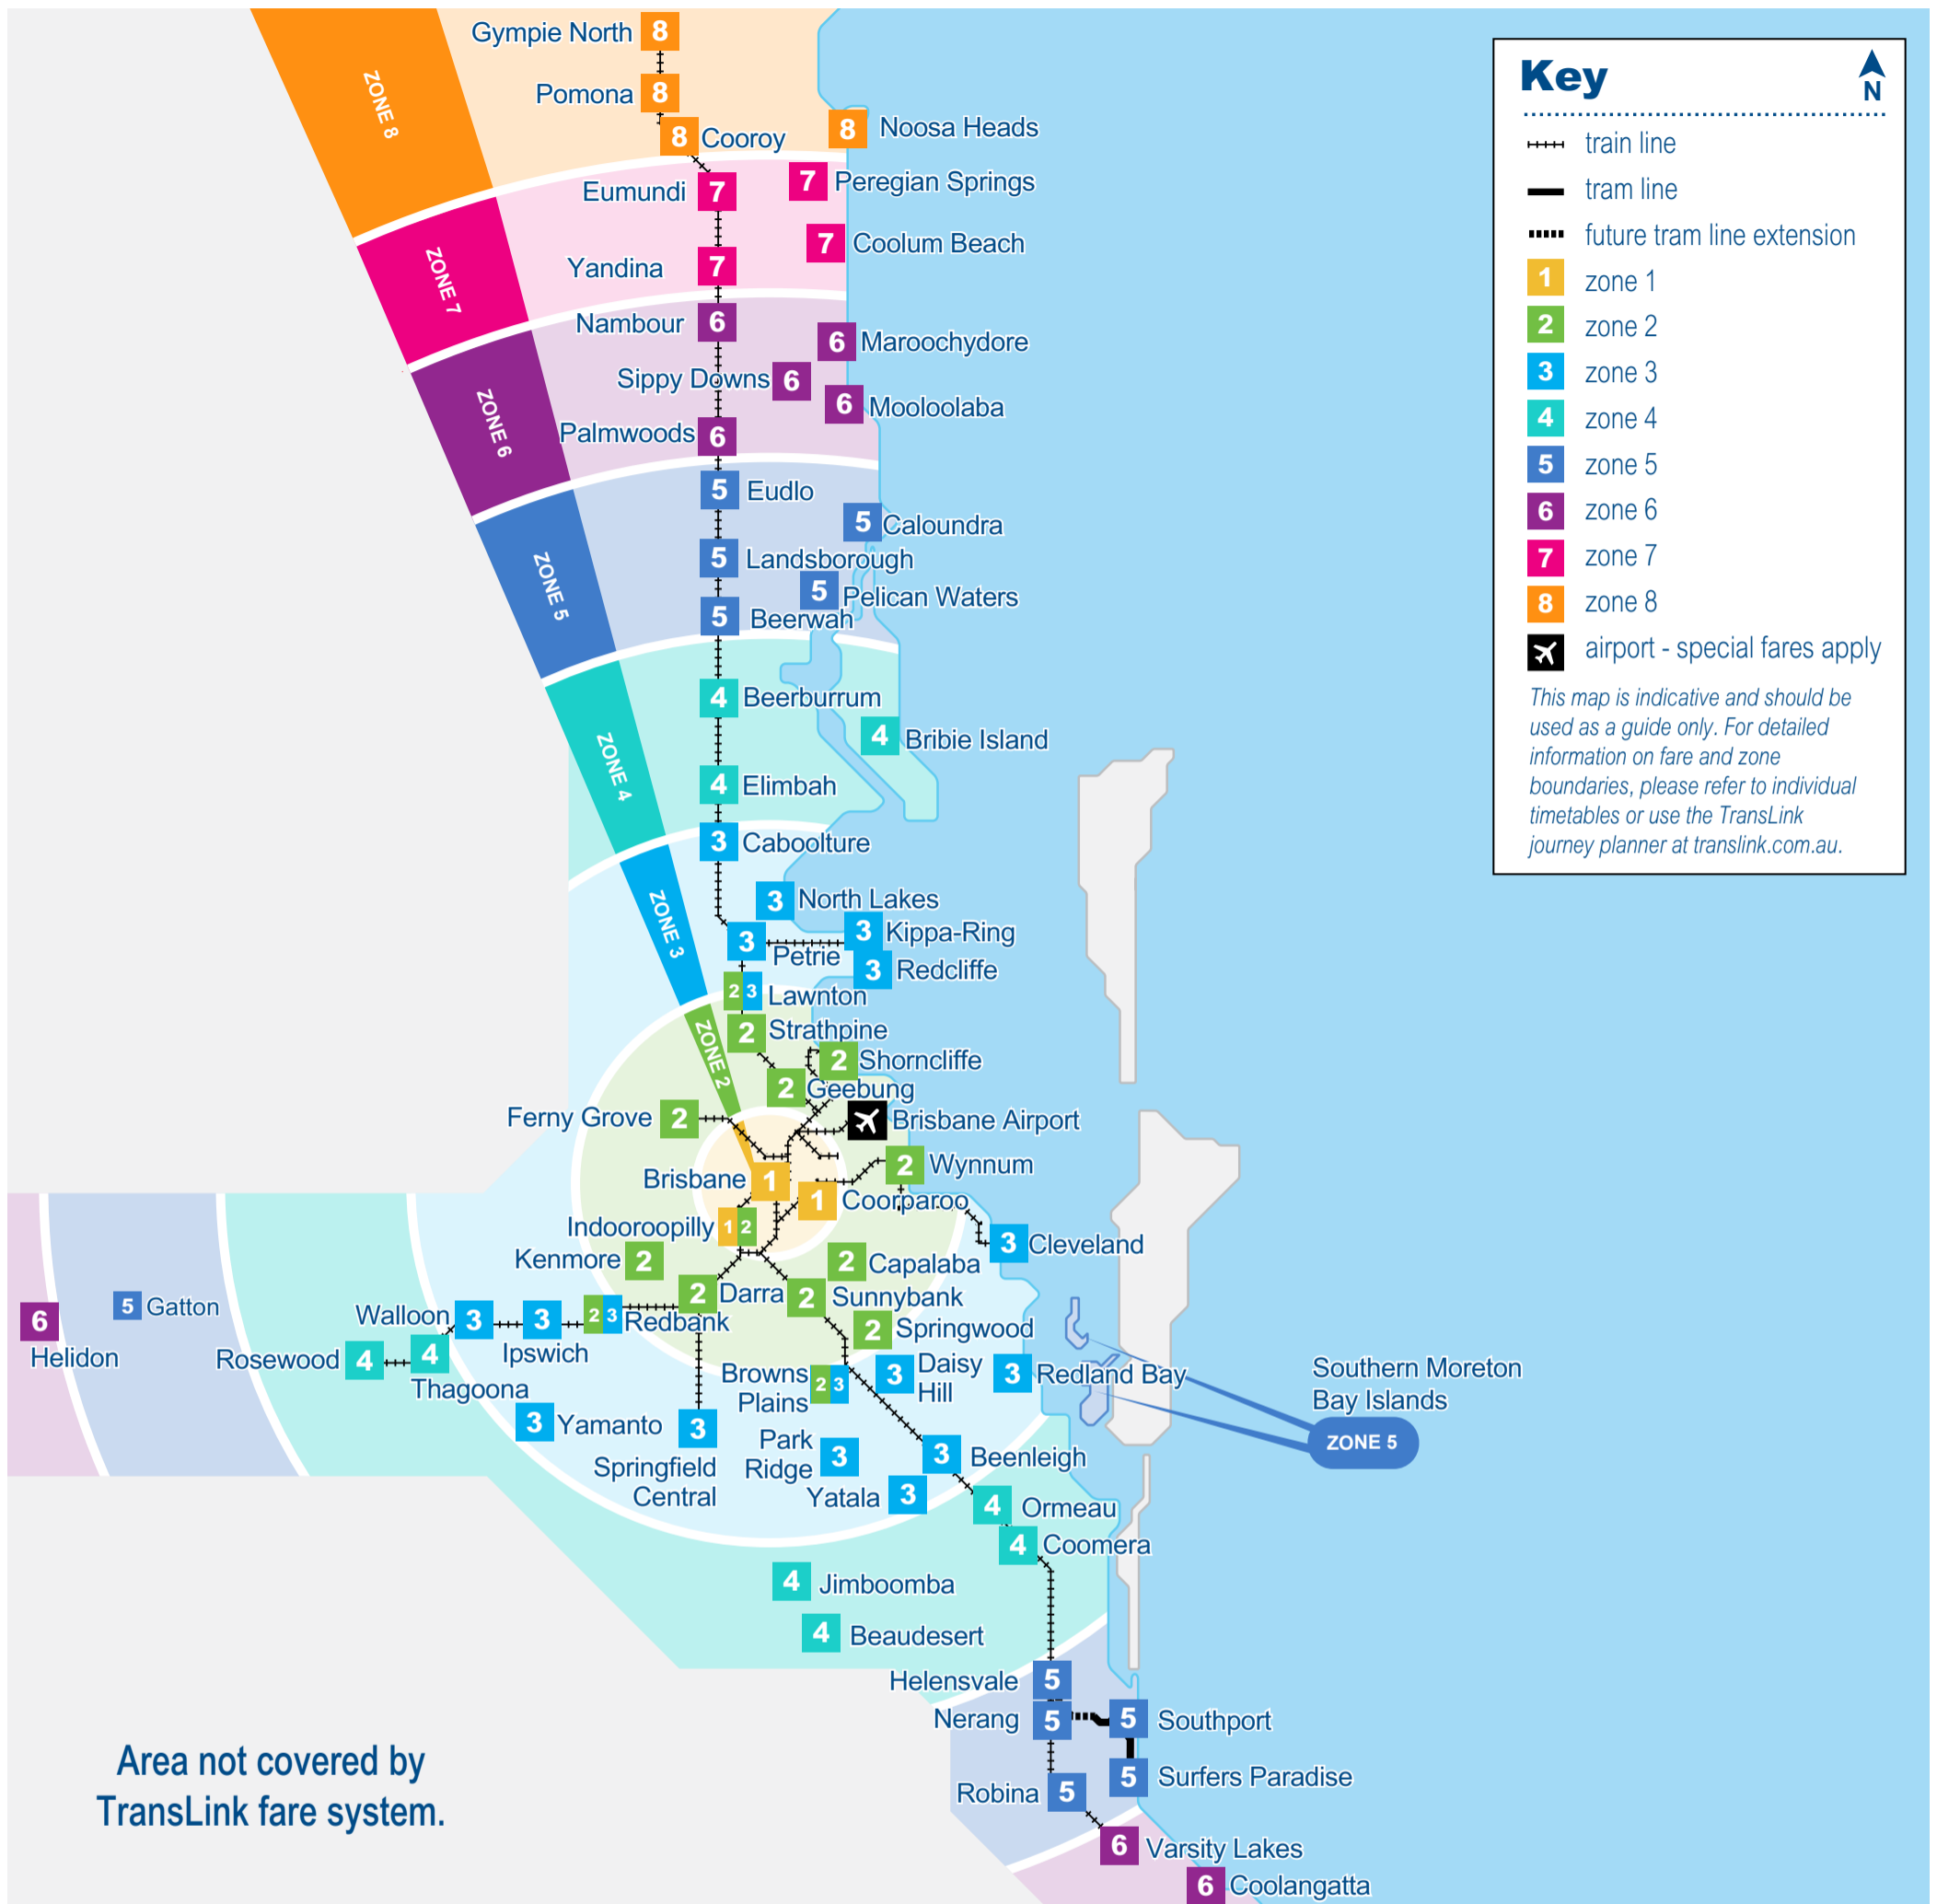 Gympie North
8
Pomona
8
8
Cooroy
8
Noosa Heads
ZONE 8
Eumundi
7
7
Peregian Springs
7
Coolum Beach
Yandina
7
ZONE 7
Nambour
6
6
Maroochydore
Sippy Downs
6
6
Mooloolaba
Palmwoods
6
ZONE 6
5
Eudlo
5
Caloundra
5
Landsborough
5
Pelican Waters
5
Beerwah
ZONE 5
4
Beerburrum
4
Bribie Island
4
Elimbah
ZONE 4
3
Caboolture
3
North Lakes
3
Kippa-Ring
3
Petrie
3
Redcliffe
ZONE 3
2 3
Lawnton
2
Strathpine
2
Shorncliffe
2
Geebung
ZONE 2
Ferny Grove
2
Brisbane Airport
2
Wynnum
Brisbane
1
1
Coorparoo
Indooroopilly
1 2
Kenmore
2
2
Capalaba
3
Cleveland
2
Darra
2
Sunnybank
2
Springwood
6
Helidon
5
Gatton
Walloon
3
3
Ipswich
2 3
Redbank
Rosewood
4
4
Thagoona
3
Yamanto
3
Springfield
Central
Browns
Plains
2 3
3
Daisy
Hill
3
Redland Bay
Southern Moreton
Bay Islands
ZONE 5
Park
Ridge
3
3
Beenleigh
Yatala
3
4
Ormeau
4
Coomera
4
Jimboomba
4
Beaudesert
Helensvale
5
Nerang
5
5
Southport
5
Surfers Paradise
Robina
5
6
Varsity Lakes
6
Coolangatta
Area not covered by
TransLink fare system.
Key
N
train line
tram line
future tram line extension
1
zone 1
2
zone 2
3
zone 3
4
zone 4
5
zone 5
6
zone 6
7
zone 7
8
zone 8
airport - special fares apply
This map is indicative and should be
used as a guide only. For detailed
information on fare and zone
boundaries, please refer to individual
timetables or use the TransLink
journey planner at translink.com.au.